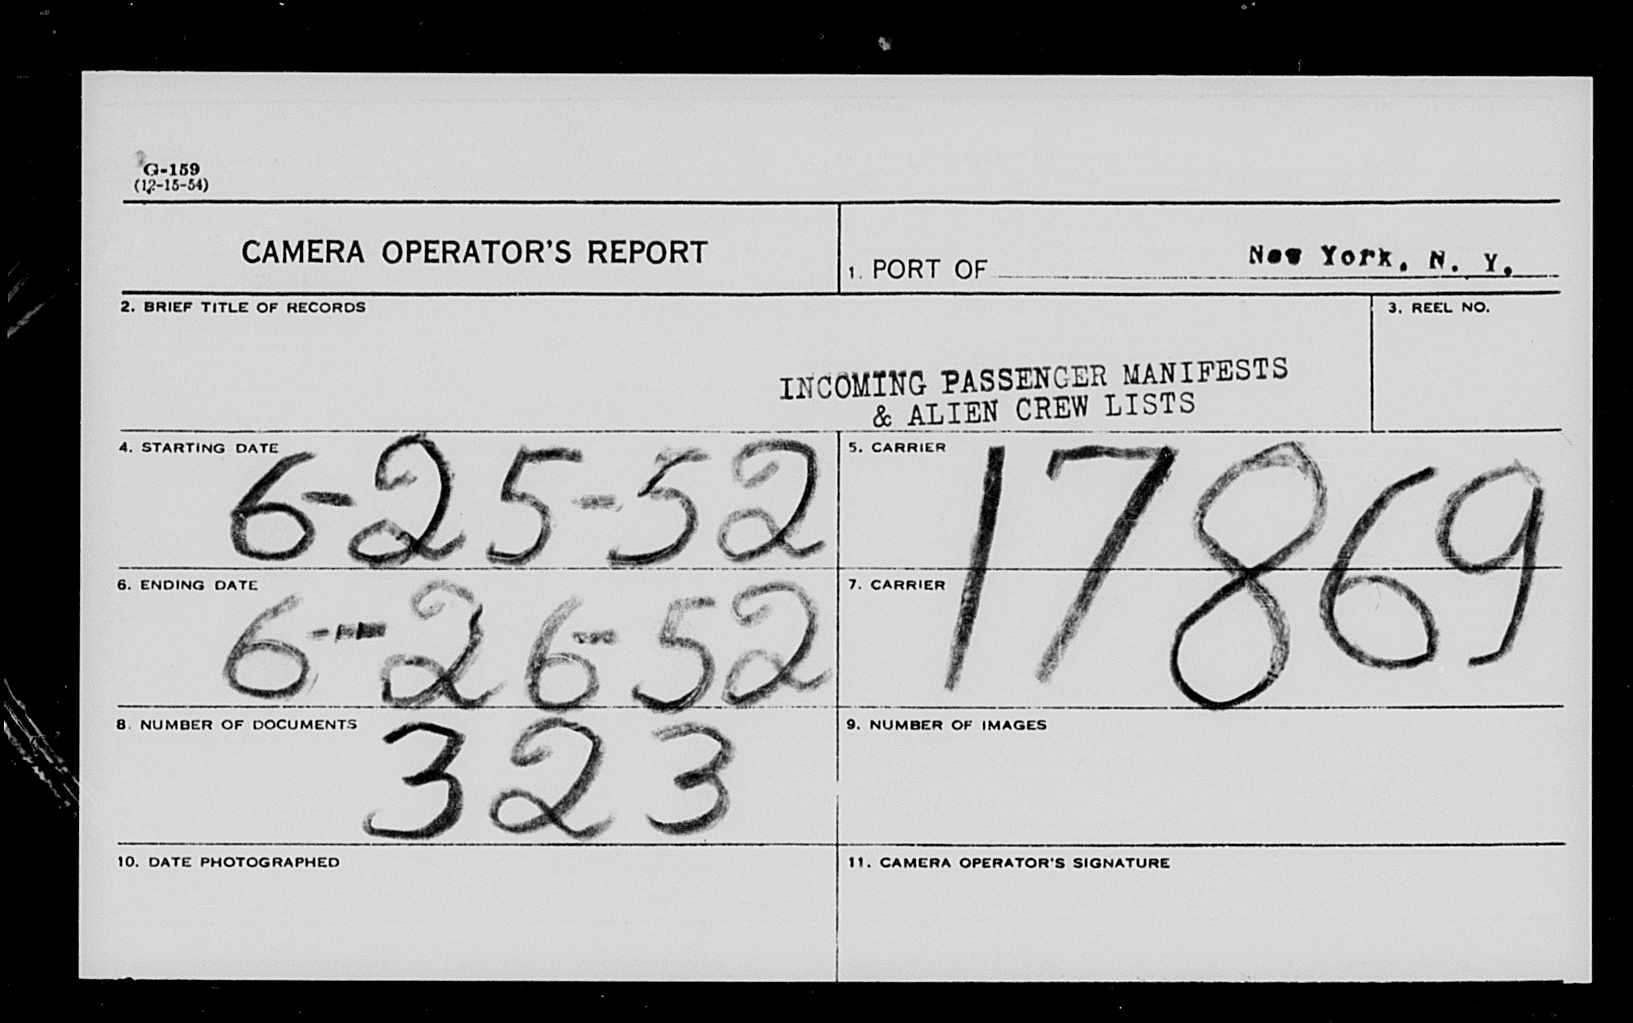 G-159
(12-15-54)
CAMERA OPERATOR'S REPORT
1. PORT OF New York, N. Y.
2. BRIEF TITLE OF RECORDS
INCOMING PASSENGER MANIFESTS
& ALIEN CREW LISTS
3. REEL NO.
4. STARTING DATE
6-25-52
5. CARRIER
17869
6. ENDING DATE
6-26-52
7. CARRIER
8. NUMBER OF DOCUMENTS
323
9. NUMBER OF IMAGES
10. DATE PHOTOGRAPHED
11. CAMERA OPERATOR'S SIGNATURE